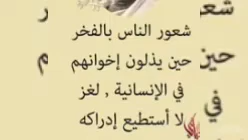 شعور الناس بالفخر
حين يذلون إخوانهم
في الإنسانية , لغز
لا أستطيع إدراكه